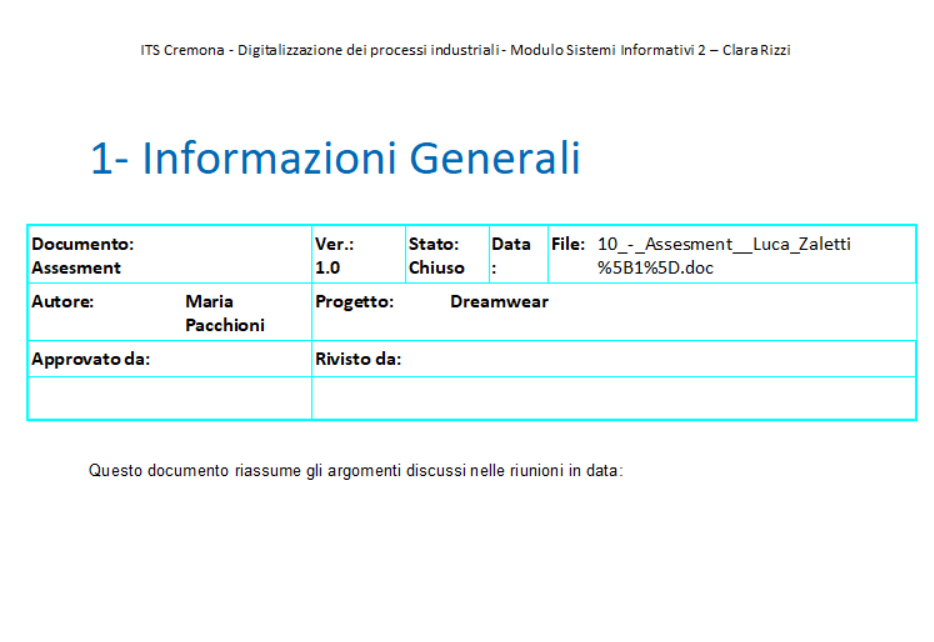 ITS Cremona - Digitalizzazione dei processi industriali - Modulo Sistemi Informativi 2 – Clara Rizzi
1- Informazioni Generali
Documento: Ver.: Stato: Data File: 10_-_Assesment__Luca_Zaletti
Assesment 1.0 Chiuso : %5B1%5D.doc
Autore: Maria Progetto: Dreamwear
Pacchioni
Approvato da: Rivisto da:
Questo documento riassume gli argomenti discussi nelle riunioni in data: